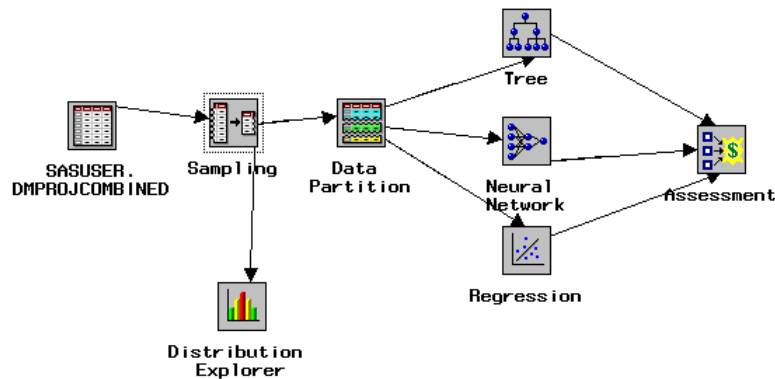 Tree
SASUSER.
DMPROJCOMBINED
Sampling
Data
Partition
Neural
Network
$
Assessment
Regression
Distribution
Explorer